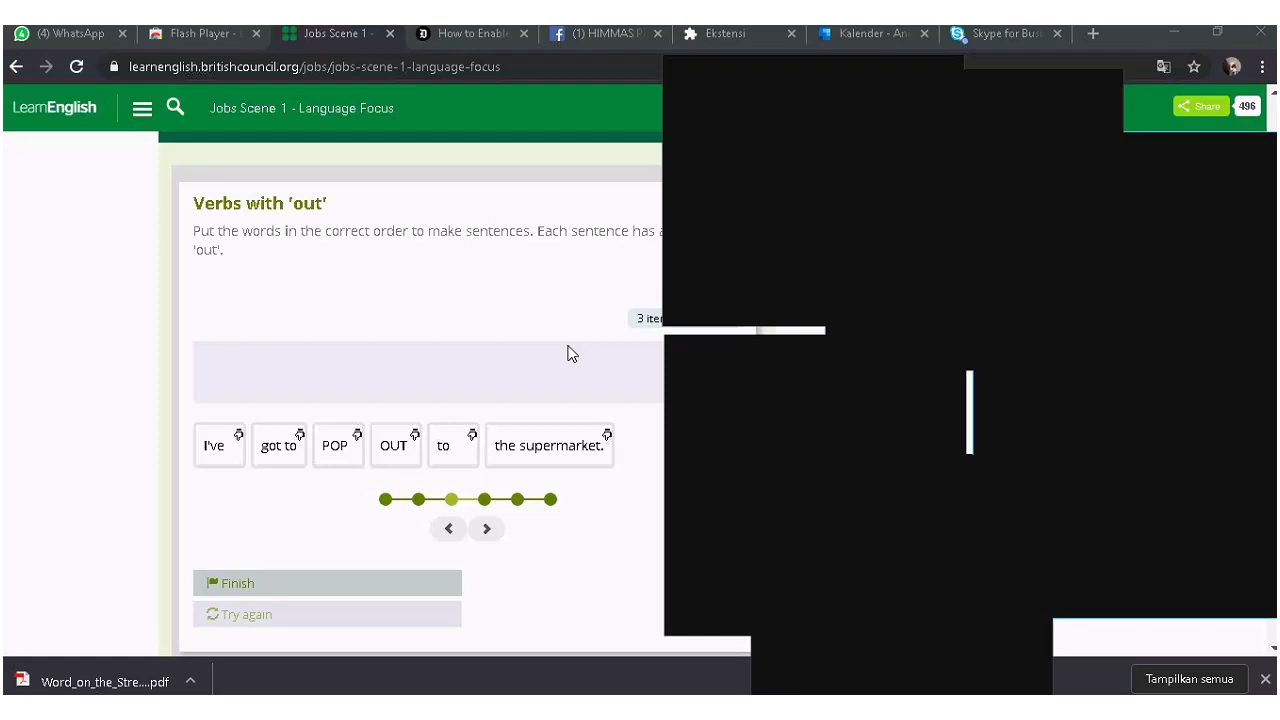 (4) WhatsApp
Flash Player -
Jobs Scene 1 -
How to Enable
(1) HIMMAS P
Ekstensi
Kalender - An
Skype for Bus
learnenglish.britishcouncil.org/jobs/jobs-scene-1-language-focus
LearnEnglish
Jobs Scene 1 - Language Focus
Share
496
Verbs with 'out'
Put the words in the correct order to make sentences. Each sentence has
'out'.
3
I've
got to
POP
OUT
to
the supermarket.
Finish
Try again
Word_on_the_Stre....pdf
Tampilkan semua